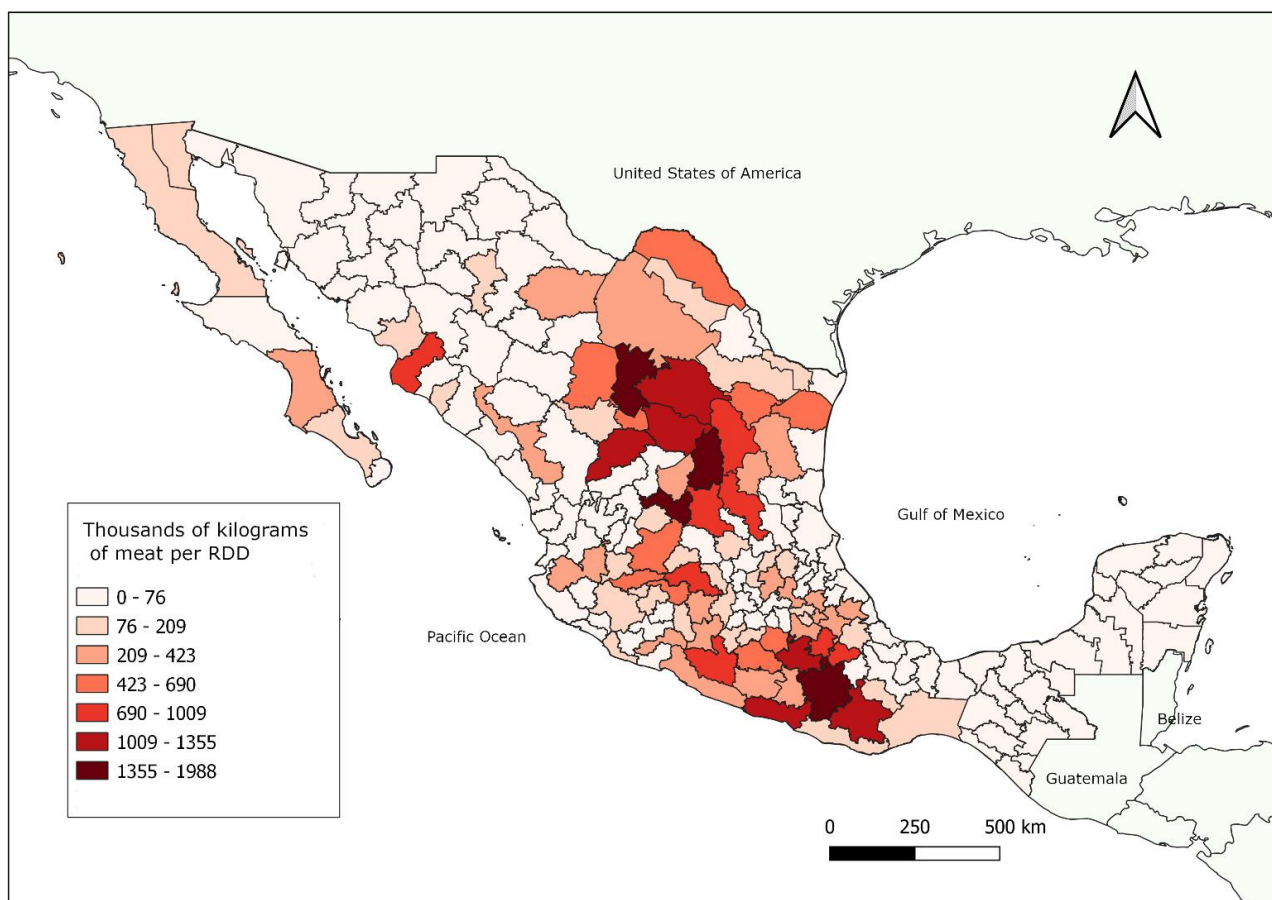 United States of America
Gulf of Mexico
Thousands of kilograms
of meat per RDD
0 - 76
76 - 209
209 - 423
423 - 690
690 - 1009
1009 - 1355
1355 - 1988
Pacific Ocean
Belize
Guatemala
0 250 500 km